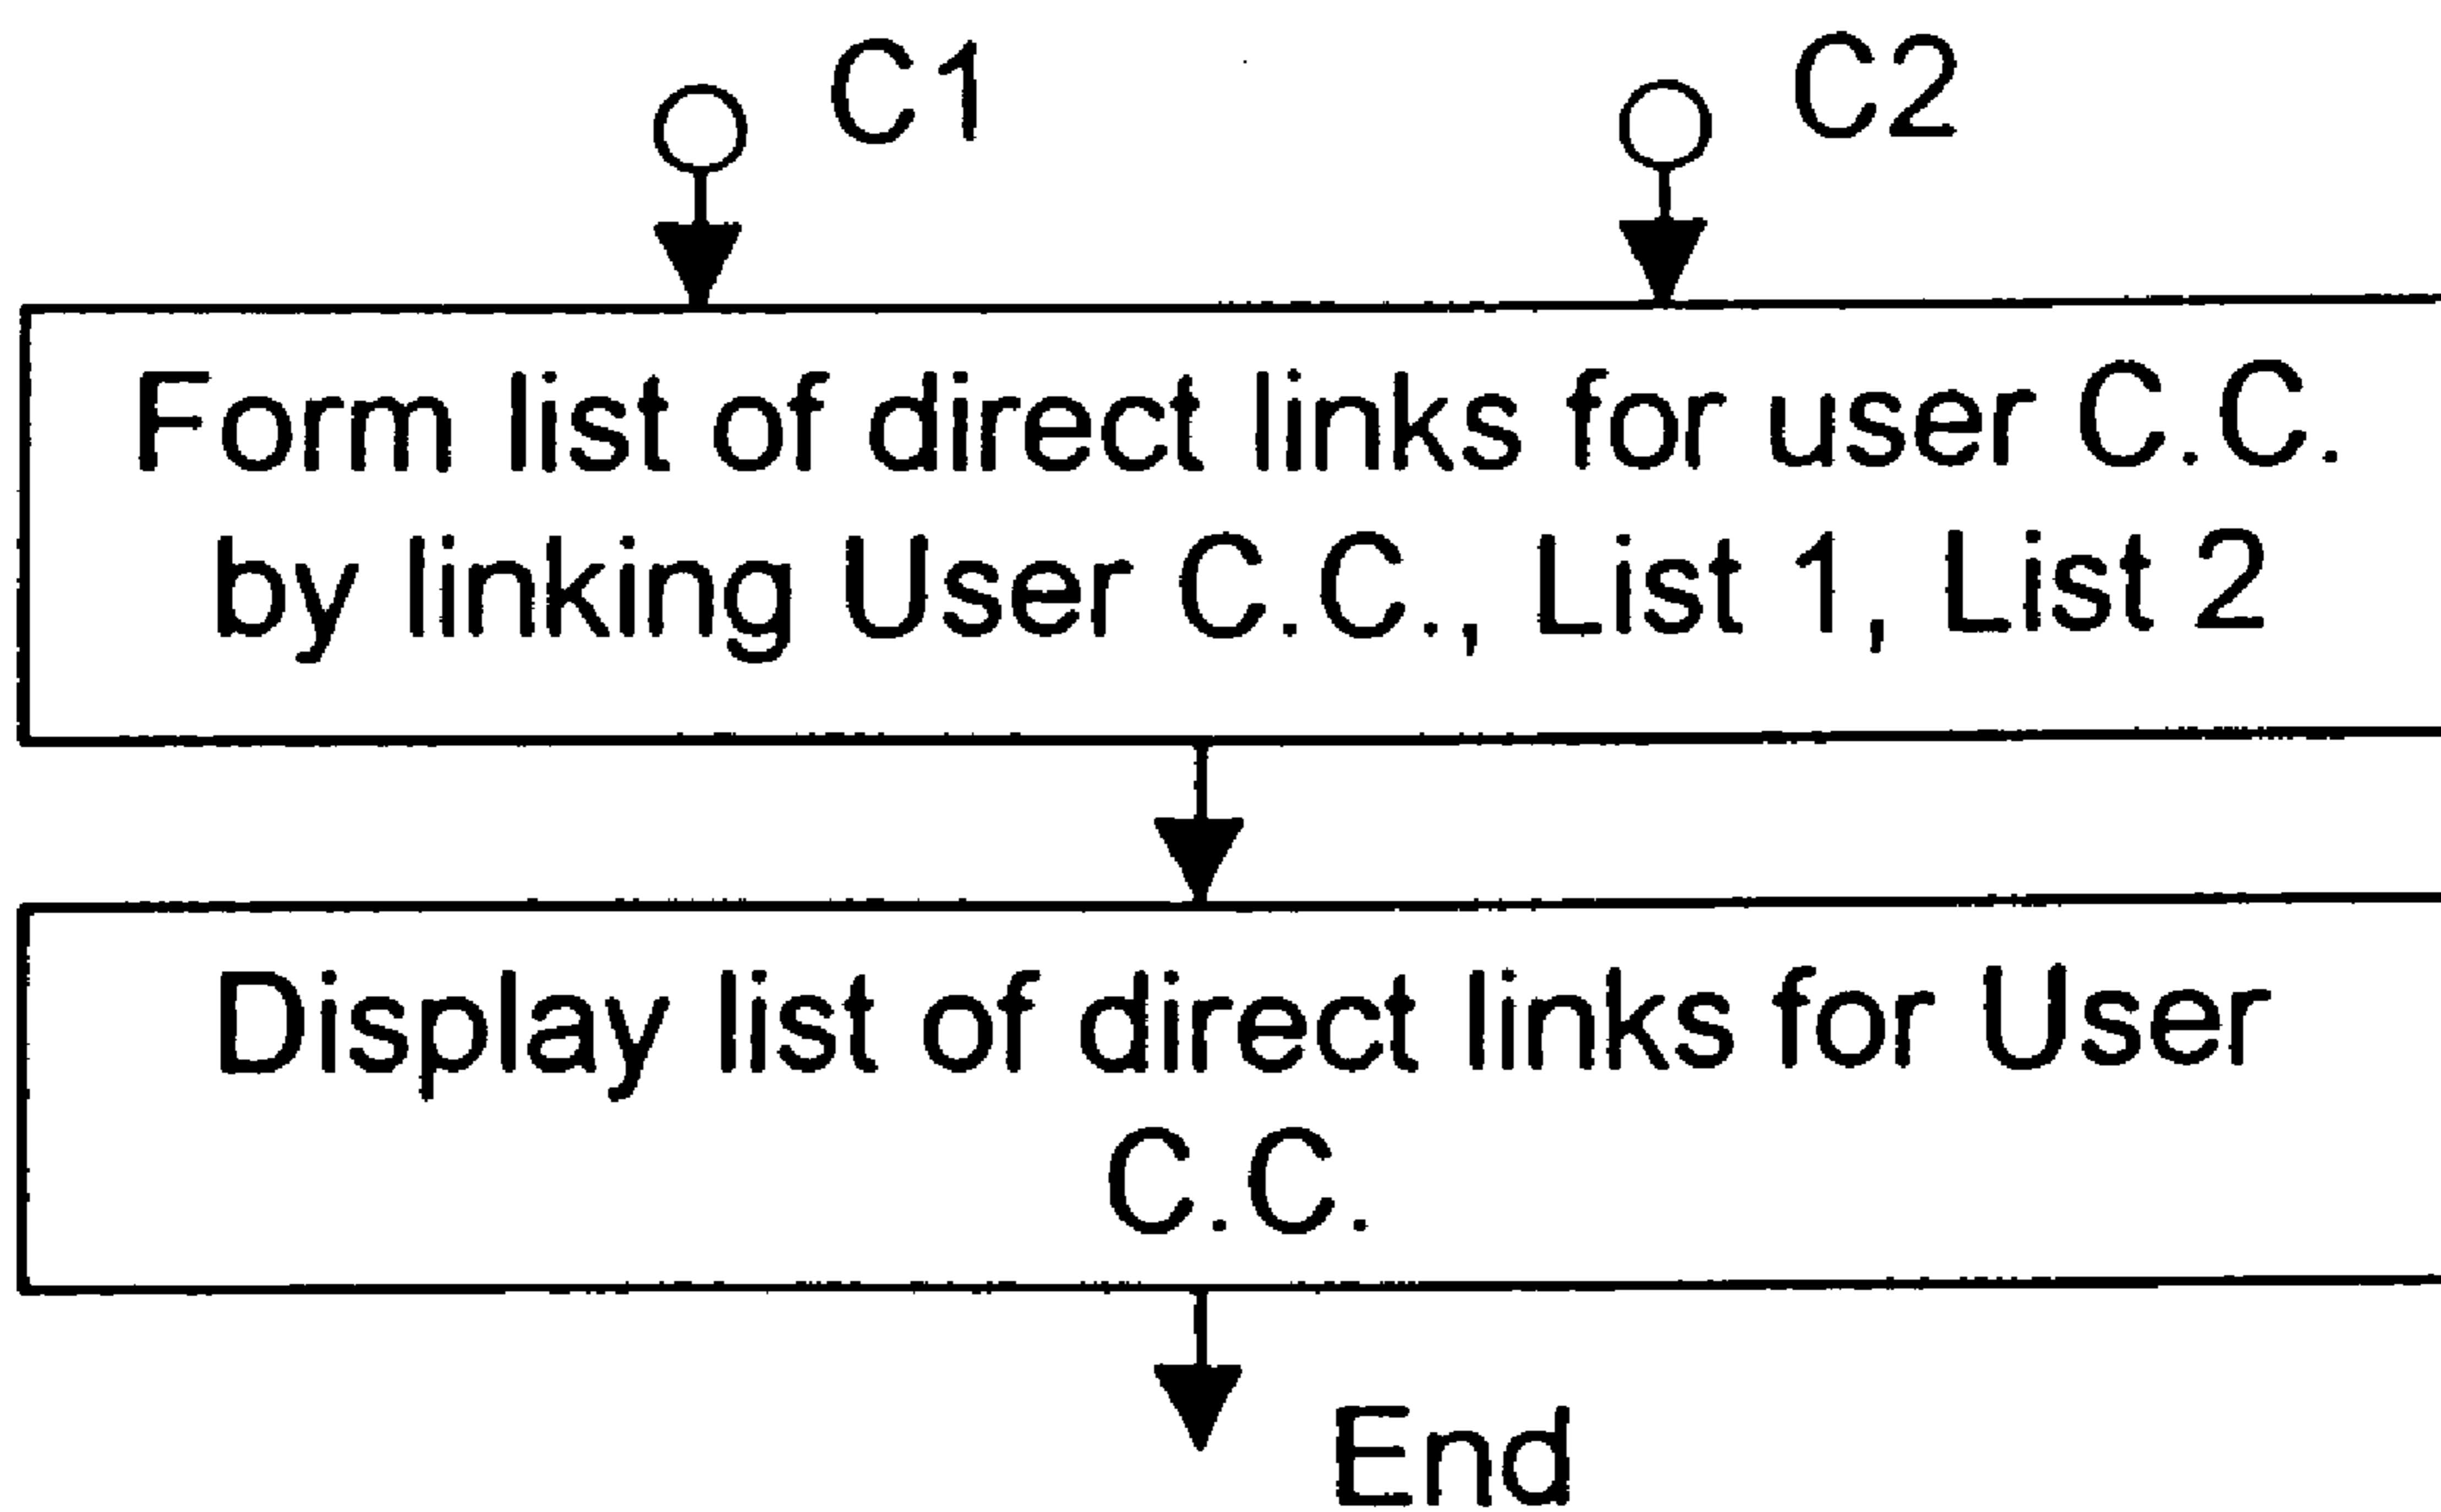 C1
C2
Form list of direct links for user C.C.
by linking User C.C., List 1, List 2
Display list of direct links for User
C.C.
End